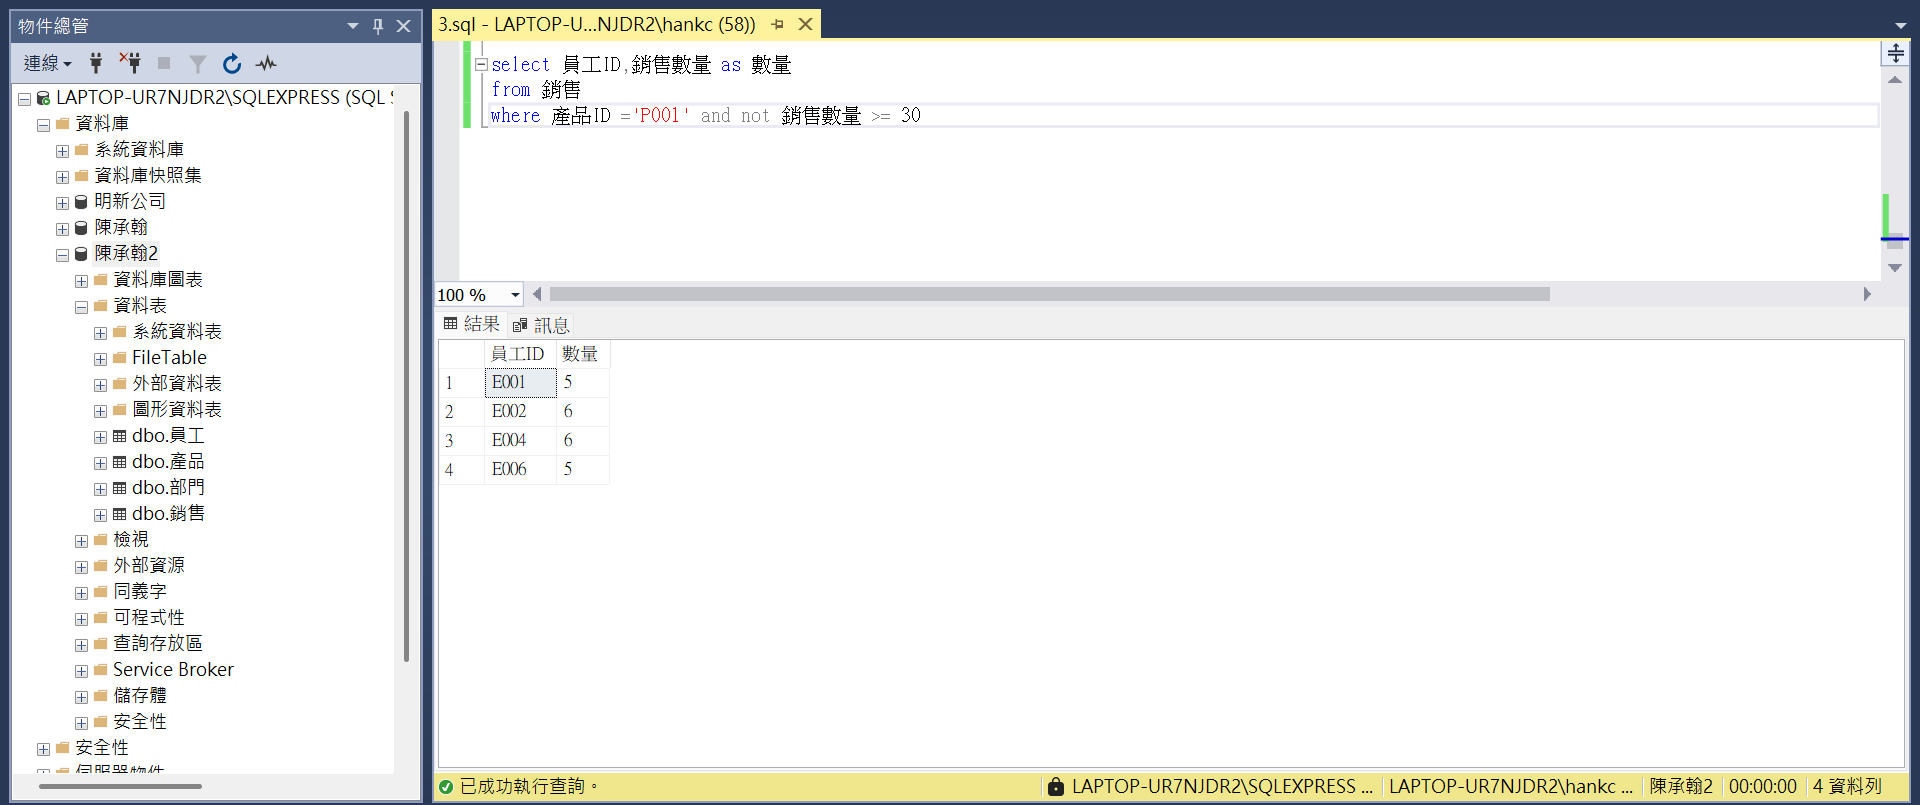 物件總管
連線
LAPTOP-UR7NJDR2\SQLEXPRESS (SQL S
資料庫
系統資料庫
資料庫快照集
明新公司
陳承翰
陳承翰2
資料庫圖表
資料表
系統資料表
FileTable
外部資料表
圖形資料表
dbo.員工
dbo.產品
dbo.部門
dbo.銷售
檢視
外部資源
同義字
可程式性
查詢存放區
Service Broker
儲存體
安全性
安全性
伺服器物件
3.sql - LAPTOP-U...NJDR2\hankc (58))
select 員工ID,銷售數量 as 數量
from 銷售
where 產品ID ='P001' and not 銷售數量 >= 30
100 %
結果 訊息
員工ID 數量
1 E001 5
2 E002 6
3 E004 6
4 E006 5
已成功執行查詢。 LAPTOP-UR7NJDR2\SQLEXPRESS ... LAPTOP-UR7NJDR2\hankc ... 陳承翰2 00:00:00 4 資料列